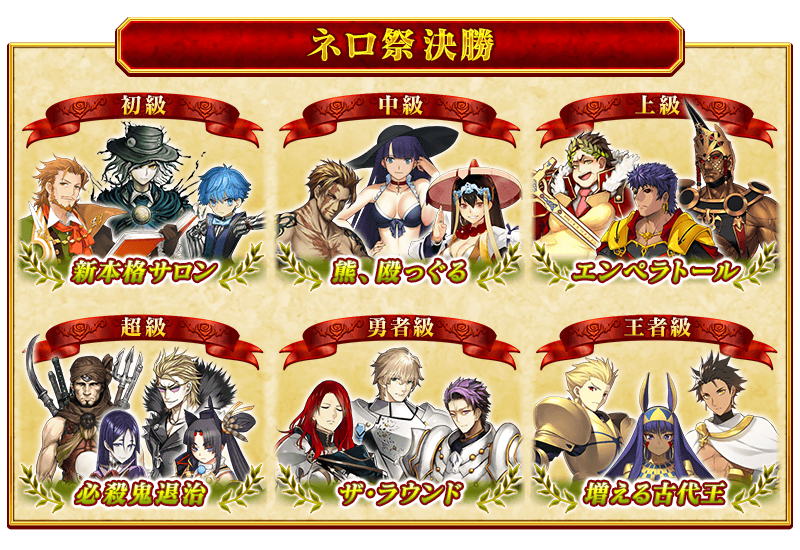 ネロ祭 決勝
初級
中級
上級
新本格サロン
熊、殴っぐる
エンペラトール
超級
勇者級
王者級
必殺鬼退治
ザ・ラウンド
増える古代王